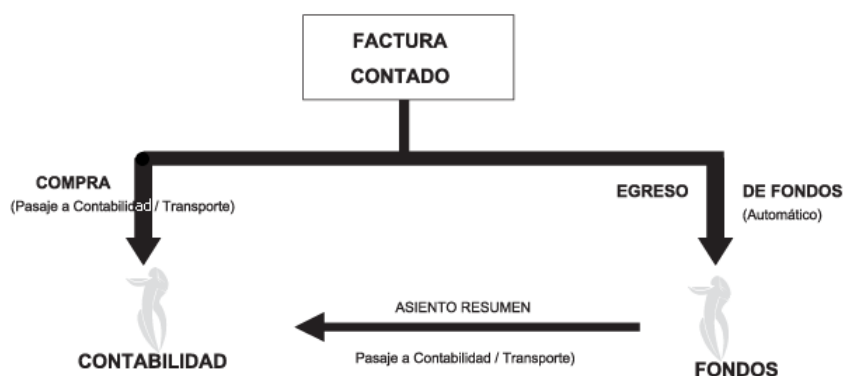 FACTURA
CONTADO
COMPRA
(Pasaje a Contabilidad / Transporte)
EGRESO DE FONDOS
(Automático)
ASIENTO RESUMEN
Pasaje a Contabilidad / Transporte)
CONTABILIDAD
FONDOS